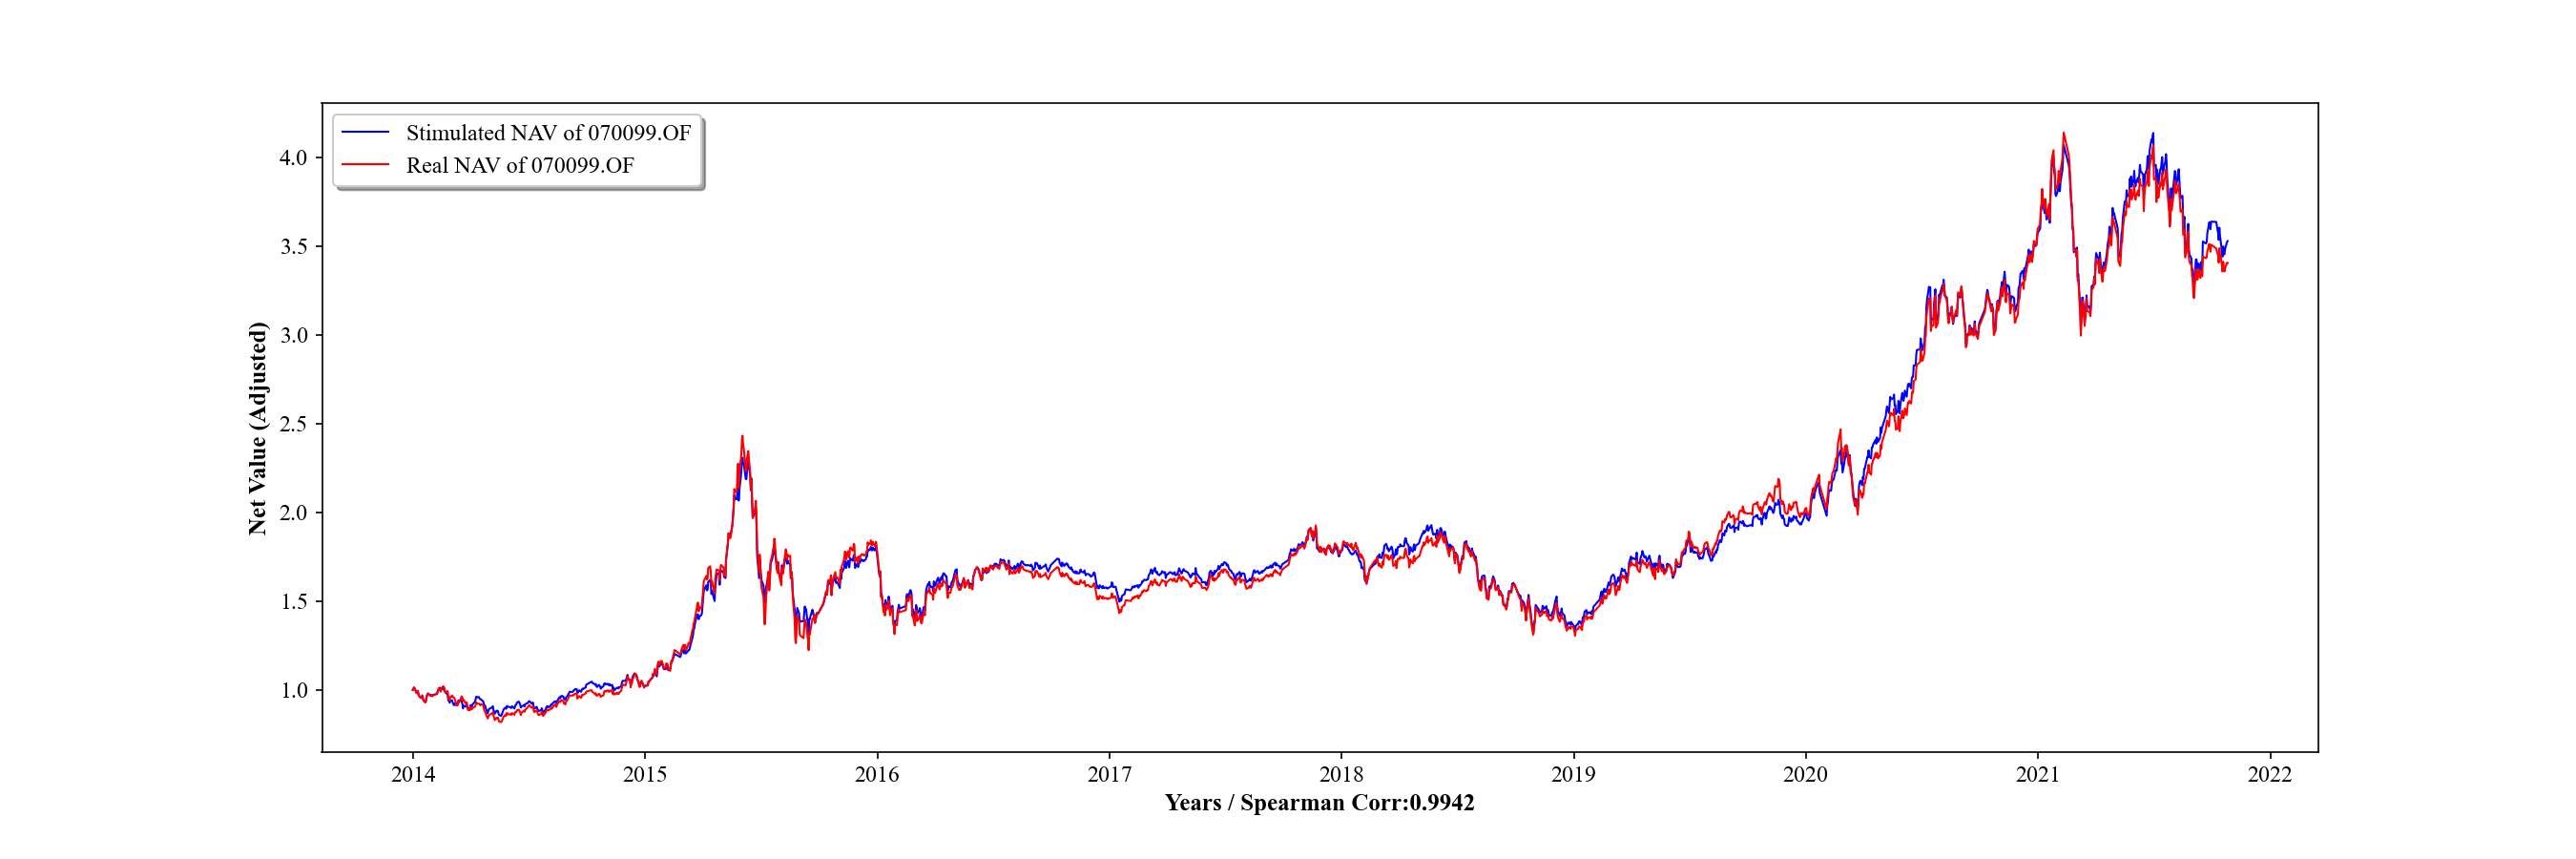 Stimulated NAV of 070099.OF
Real NAV of 070099.OF
4.0
3.5
3.0
2.5
2.0
1.5
1.0
Net Value (Adjusted)
2014 2015 2016 2017 2018 2019 2020 2021 2022
Years / Spearman Corr:0.9942